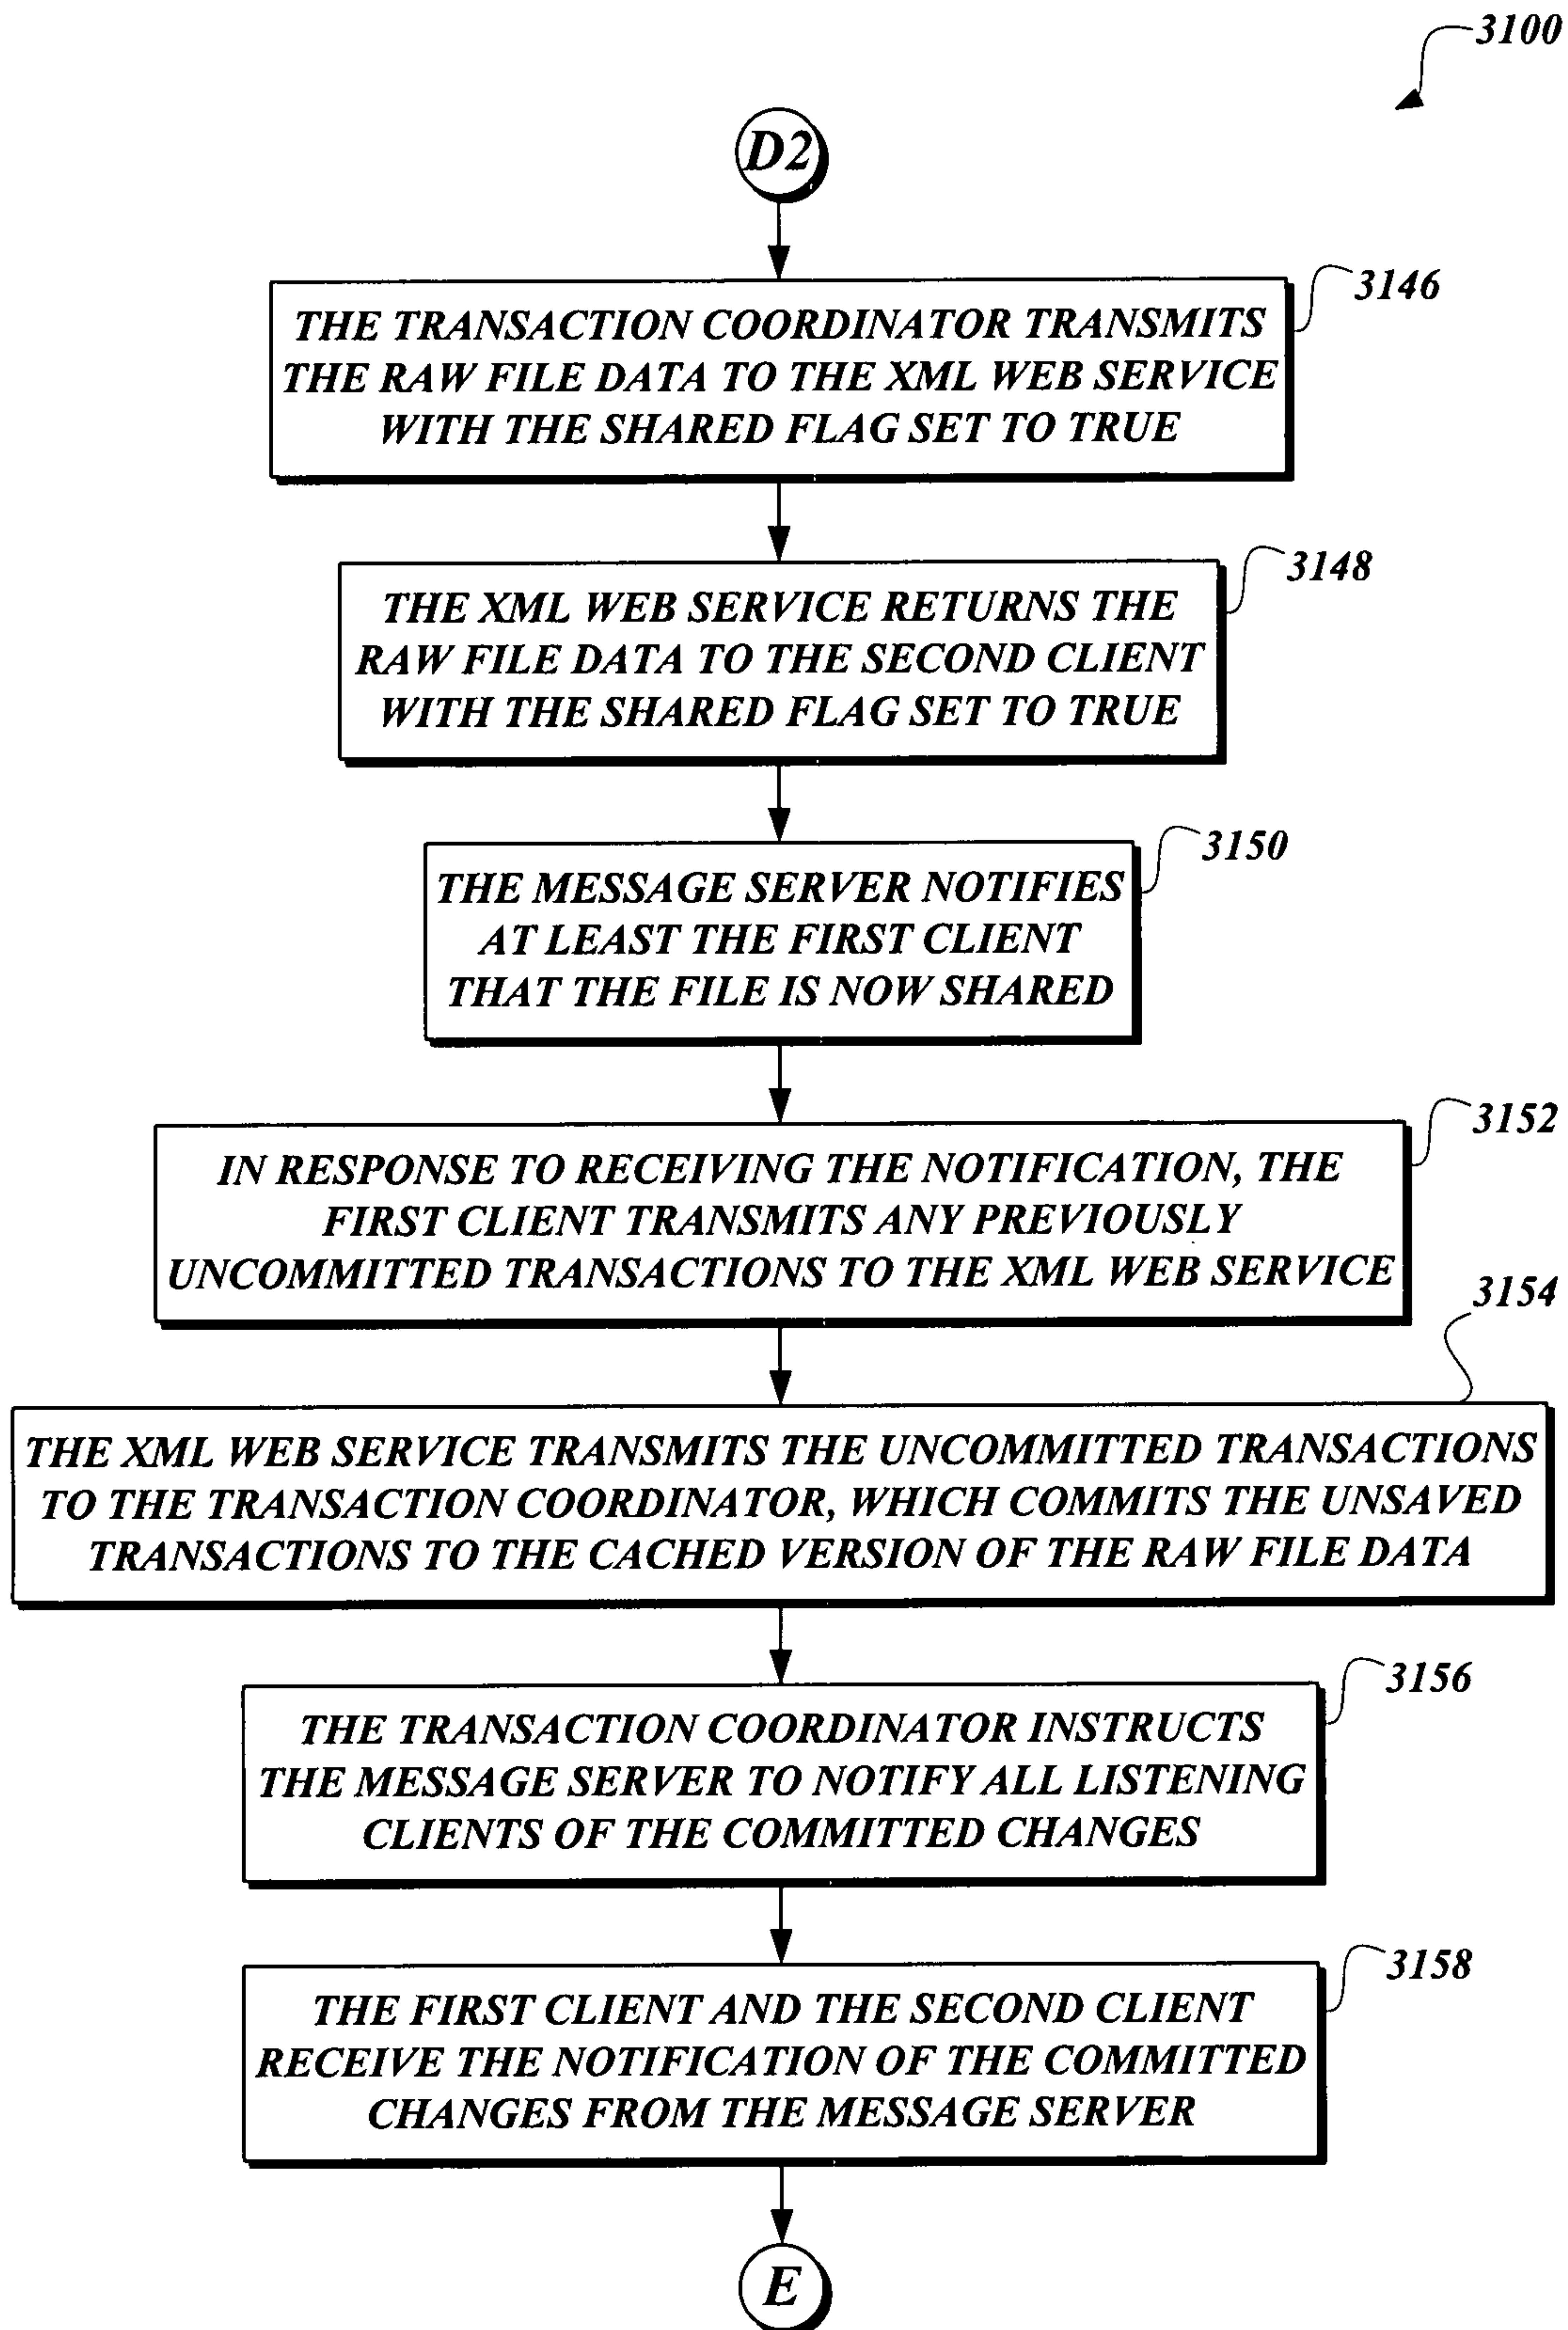 3100
D2
3146
THE TRANSACTION COORDINATOR TRANSMITS
THE RAW FILE DATA TO THE XML WEB SERVICE
WITH THE SHARED FLAG SET TO TRUE
3148
THE XML WEB SERVICE RETURNS THE
RAW FILE DATA TO THE SECOND CLIENT
WITH THE SHARED FLAG SET TO TRUE
3150
THE MESSAGE SERVER NOTIFIES
AT LEAST THE FIRST CLIENT
THAT THE FILE IS NOW SHARED
3152
IN RESPONSE TO RECEIVING THE NOTIFICATION, THE
FIRST CLIENT TRANSMITS ANY PREVIOUSLY
UNCOMMITTED TRANSACTIONS TO THE XML WEB SERVICE
3154
THE XML WEB SERVICE TRANSMITS THE UNCOMMITTED TRANSACTIONS
TO THE TRANSACTION COORDINATOR, WHICH COMMITS THE UNSAVED
TRANSACTIONS TO THE CACHED VERSION OF THE RAW FILE DATA
3156
THE TRANSACTION COORDINATOR INSTRUCTS
THE MESSAGE SERVER TO NOTIFY ALL LISTENING
CLIENTS OF THE COMMITTED CHANGES
3158
THE FIRST CLIENT AND THE SECOND CLIENT
RECEIVE THE NOTIFICATION OF THE COMMITTED
CHANGES FROM THE MESSAGE SERVER
E